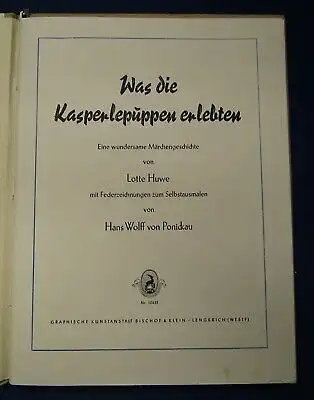 Was die
Kasperlepuppen erlebten
Eine wundersame Märchengeschichte
von
Lotte Huwe
mit Federzeichnungen zum Selbstausmalen
von
Hans Wolff von Ponickau
Nr.
GRAPHISCHE KUNSTANSTALT BISCHOF & KLEIN - LENGERICH (WESTF)